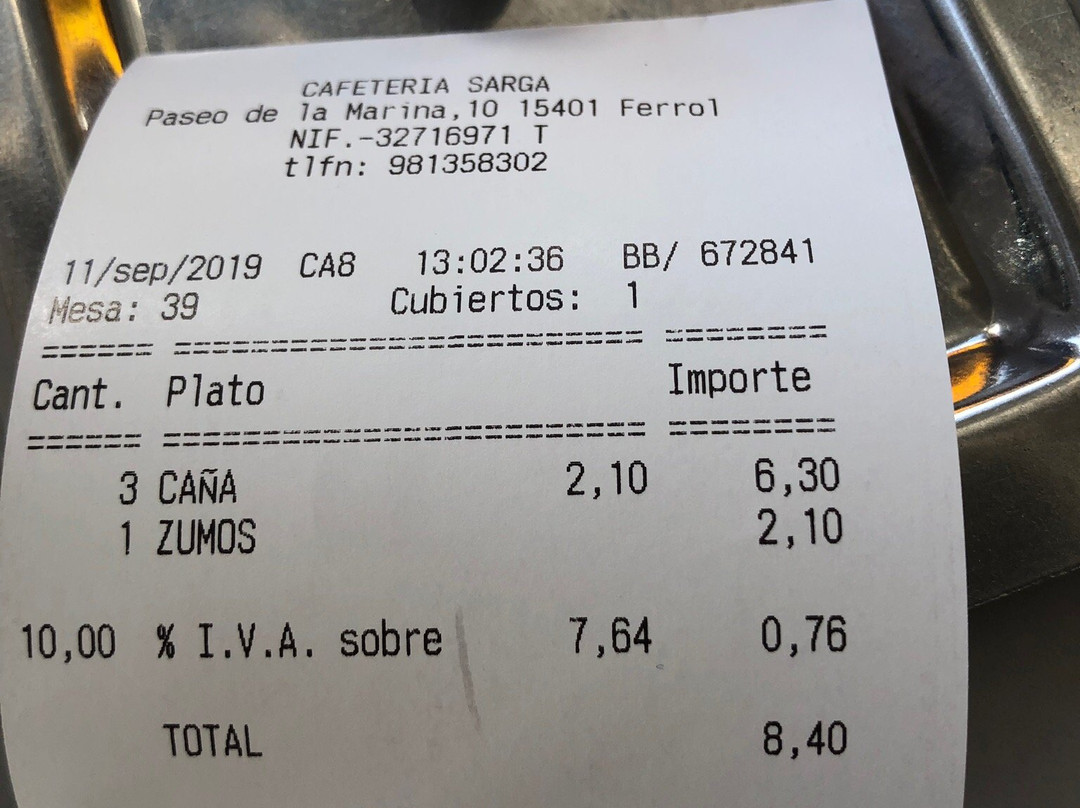 CAFETERIA SARGA
Paseo de la Marina,10 15401 Ferrol
NIF.-32716971 T
tlfn: 981358302
11/sep/2019 CA8 13:02:36 BB/ 672841
Mesa: 39 Cubiertos: 1
====== ========================== =========
Cant. Plato Importe
====== ========================== =========
3 CAÑA 2,10 6,30
1 ZUMOS 2,10
10,00 % I.V.A. sobre 7,64 0,76
TOTAL 8,40